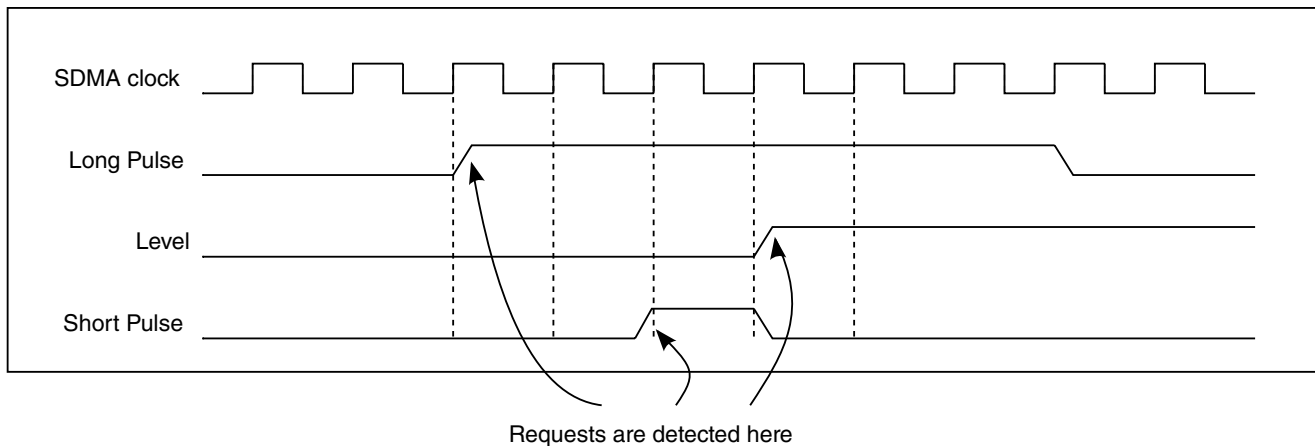 SDMA clock
Long Pulse
Level
Short Pulse
Requests are detected here